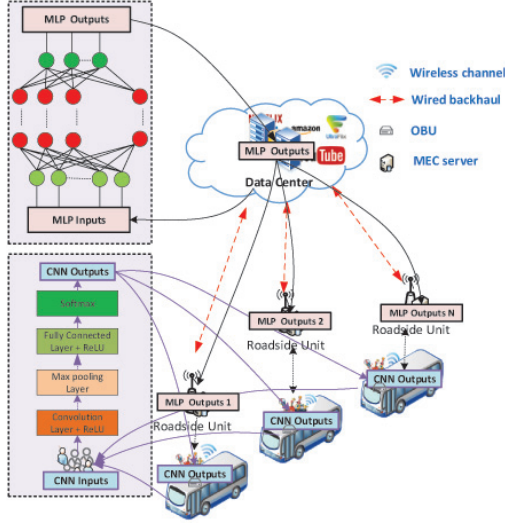 MLP Outputs
MLP Inputs
Wireless channel
Wired backhaul
OBU
MEC server
amazon
UltraFlix
Tube
MLP Outputs
Data Center
CNN Outputs
Softmax
Fully Connected
Layer + ReLU
Max pooling
Layer
Convolution
Layer + ReLU
CNN Inputs
MLP Outputs 1
Roadside Unit
MLP Outputs 2
Roadside Unit
MLP Outputs N
Roadside Unit
CNN Outputs
CNN Outputs
CNN Outputs